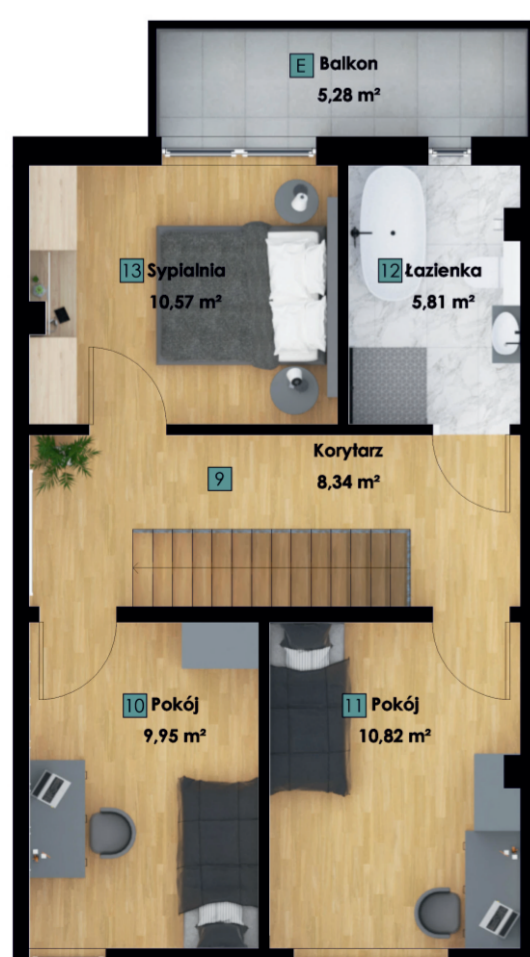 E Balkon
5,28 m²
13 Sypialnia
10,57 m²
12 Łazienka
5,81 m²
Korytarz
9
8,34 m²
10 Pokój
9,95 m²
11 Pokój
10,82 m²